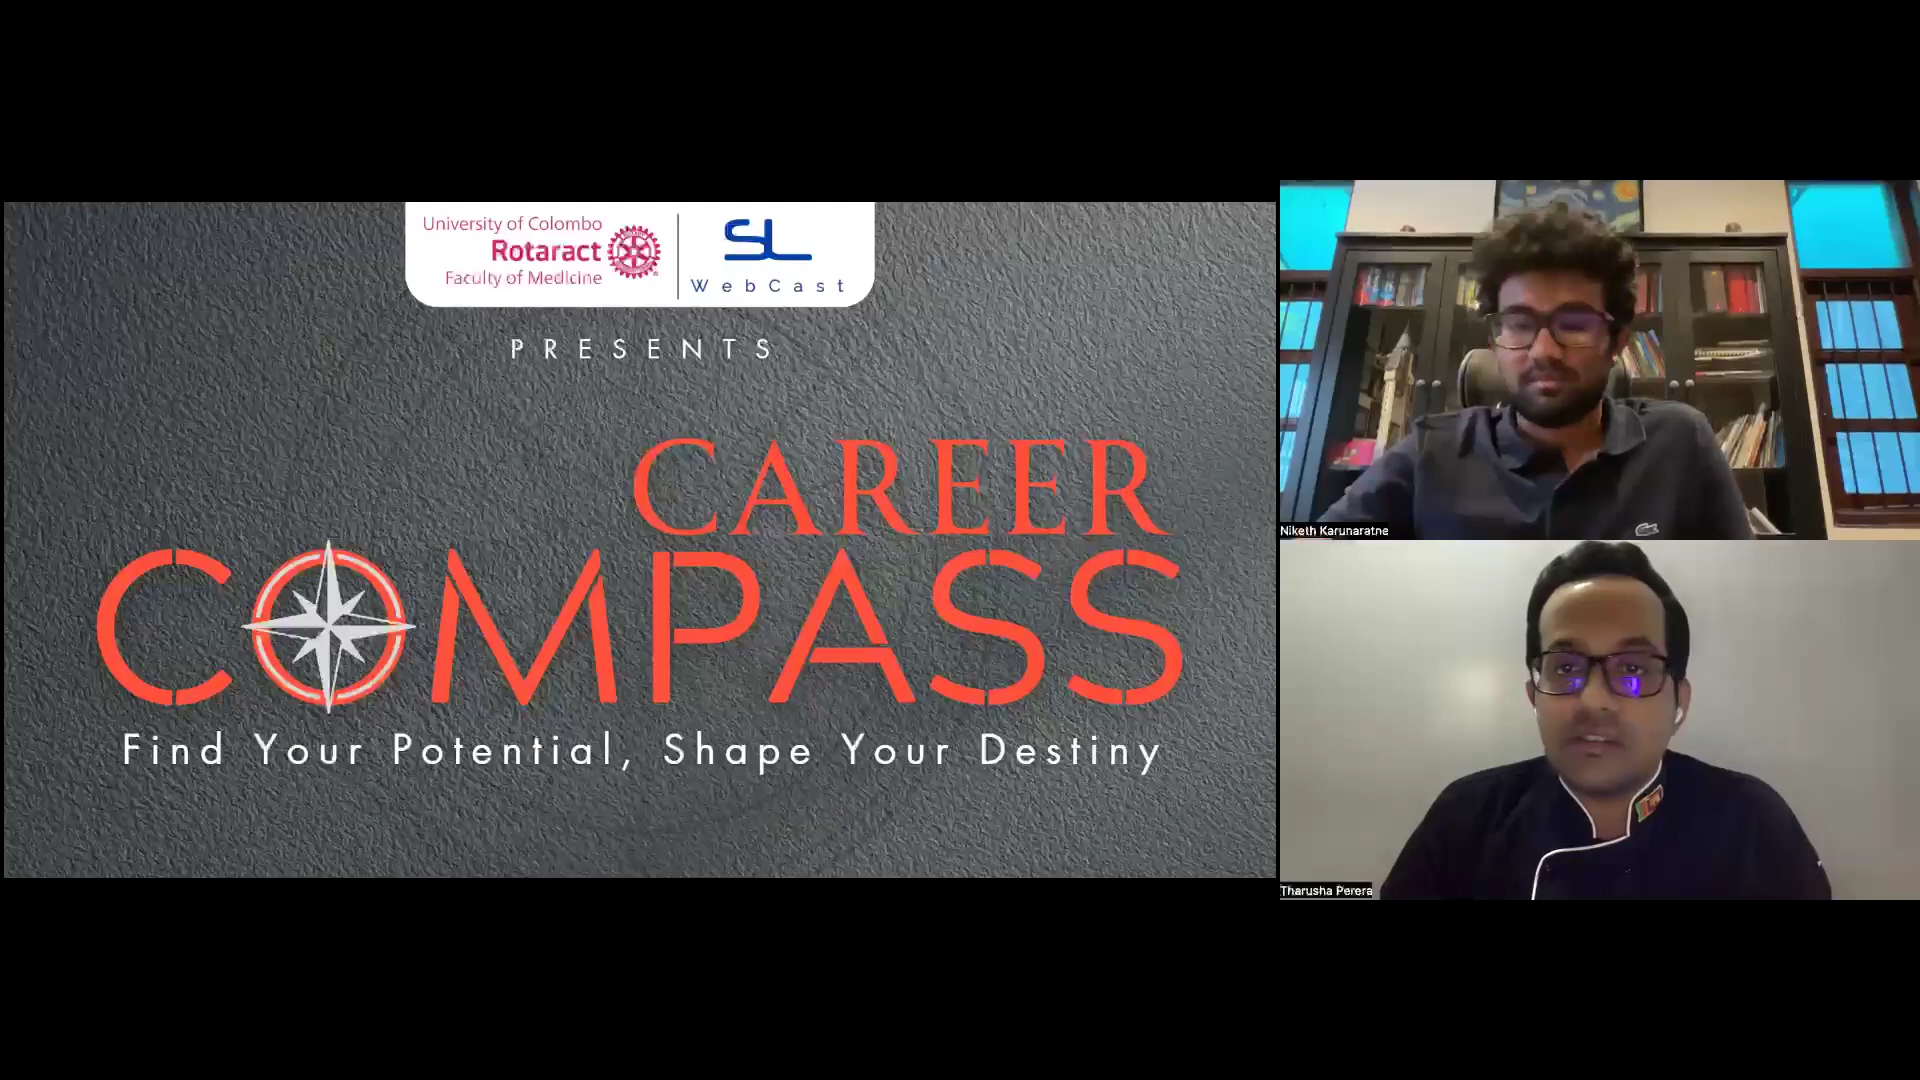 University of Colombo
Rotaract
Faculty of Medicine
SL
WebCast
PRESENTS
CAREER
COMPASS
Find Your Potential, Shape Your Destiny
Niketh Karunaratne
Tharusha Perera